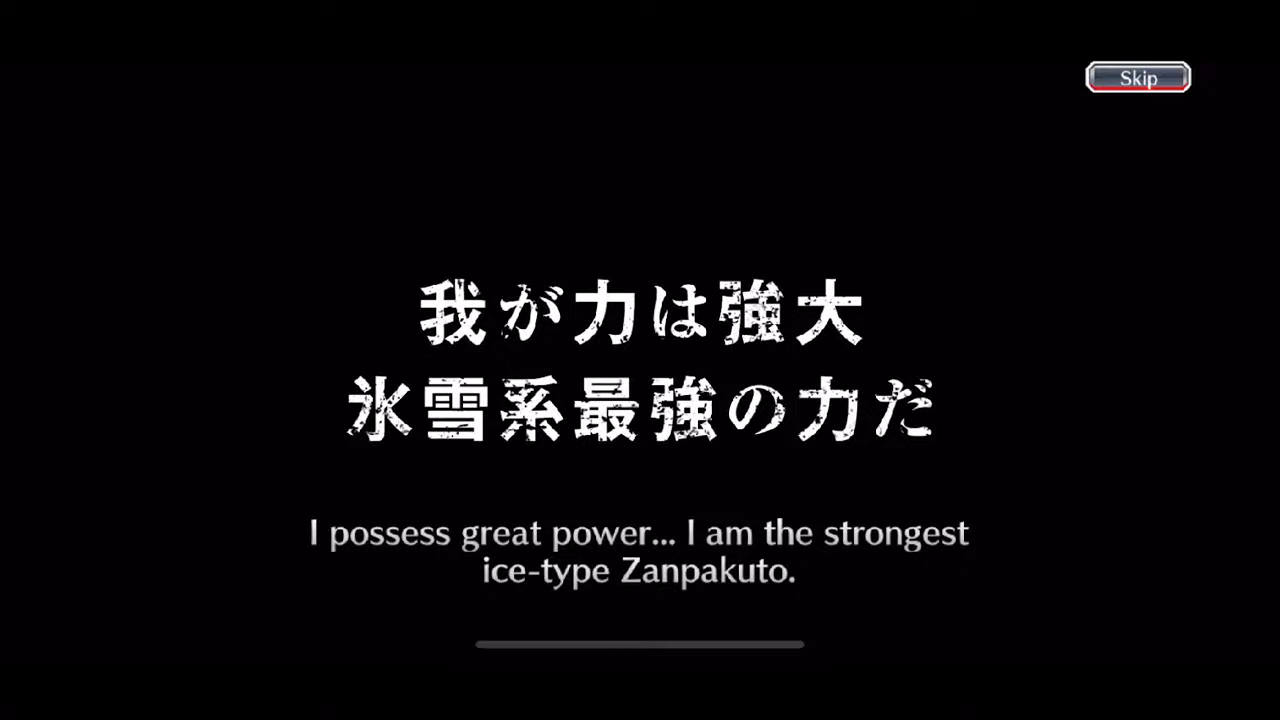 Skip
我が力は強大
氷雪系最強の力だ
I possess great power... I am the strongest
ice-type Zanpakuto.